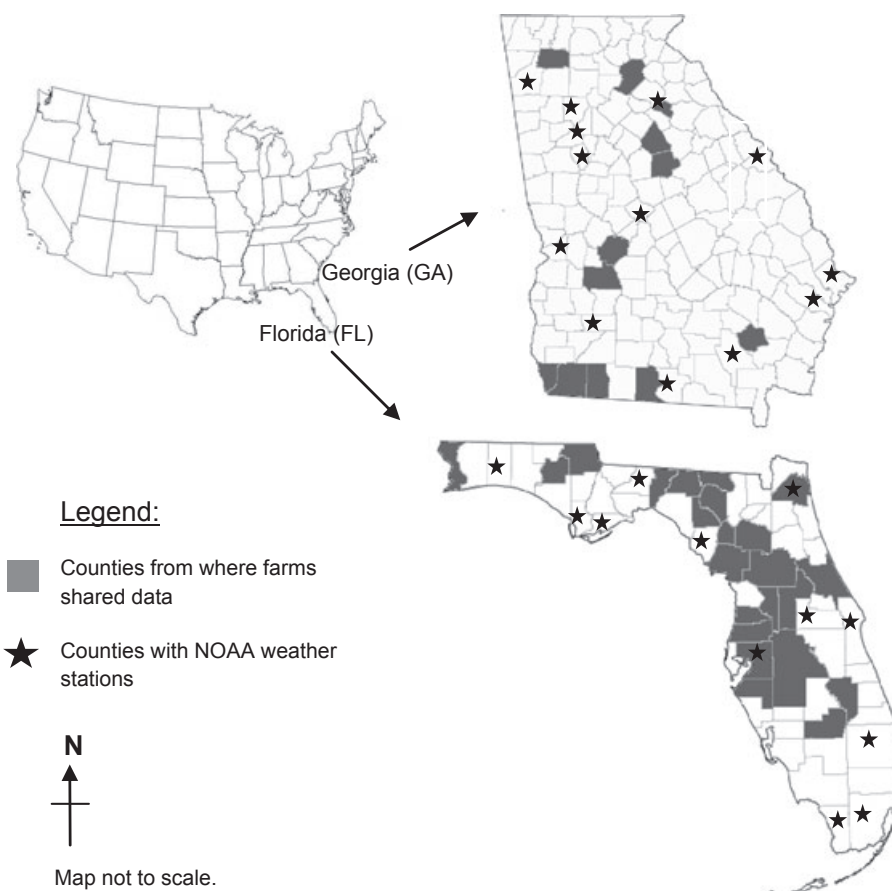 Georgia (GA)
Florida (FL)
Legend:
Counties from where farms
shared data
Counties with NOAA weather
stations
N
Map not to scale.